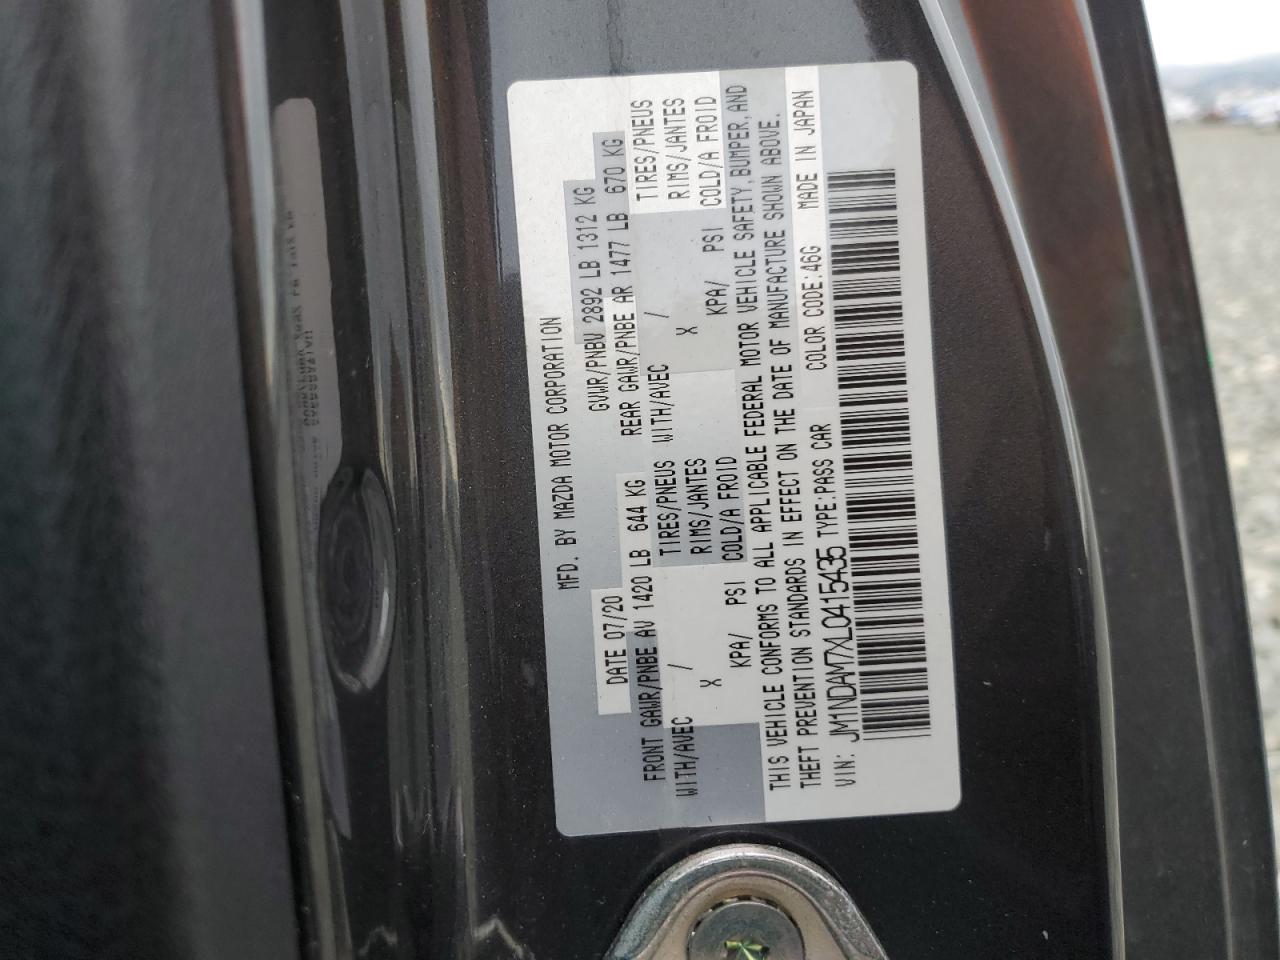 MFD. BY MAZDA MOTOR CORPORATION
DATE 07/20 GVWR/PNBV 2892 LB 1312 KG
FRONT GAWR/PNBE AV 1420 LB 644 KG REAR GAWR/PNBE AR 1477 LB 670 KG
WITH/AVEC / TIRES/PNEUS WITH/AVEC / TIRES/PNEUS
X RIMS/JANTES X RIMS/JANTES
KPA/ PSI COLD/A FROID KPA/ PSI COLD/A FROID
THIS VEHICLE CONFORMS TO ALL APPLICABLE FEDERAL MOTOR VEHICLE SAFETY, BUMPER, AND
THEFT PREVENTION STANDARDS IN EFFECT ON THE DATE OF MANUFACTURE SHOWN ABOVE.
VIN: JM1NDAM7XL0415435 TYPE:PASS CAR COLOR CODE:46G MADE IN JAPAN